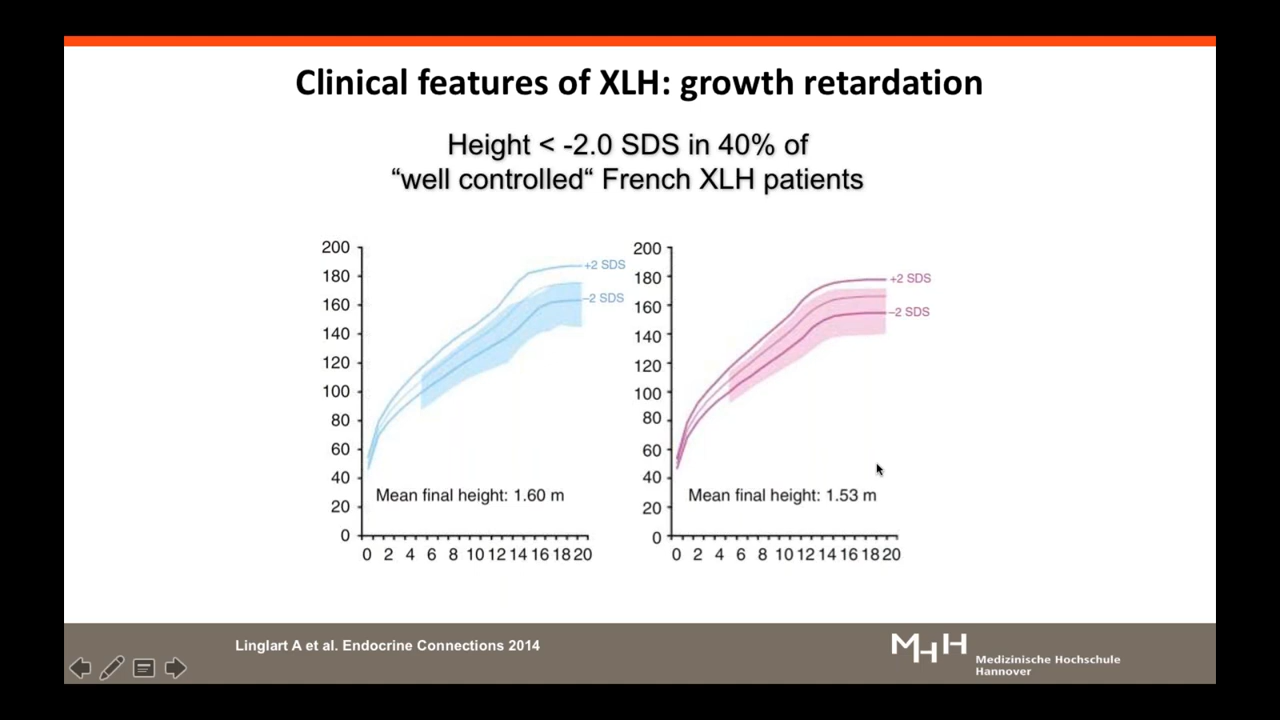 Clinical features of XLH: growth retardation
Height < -2.0 SDS in 40% of
“well controlled“ French XLH patients
200
180
160
140
120
100
80
60
40
20
0
+2 SDS
–2 SDS
Mean final height: 1.60 m
0 2 4 6 8 10 12 14 16 18 20
200
180
160
140
120
100
80
60
40
20
0
+2 SDS
–2 SDS
Mean final height: 1.53 m
0 2 4 6 8 10 12 14 16 18 20
Linglart A et al. Endocrine Connections 2014
MHH
Medizinische Hochschule
Hannover